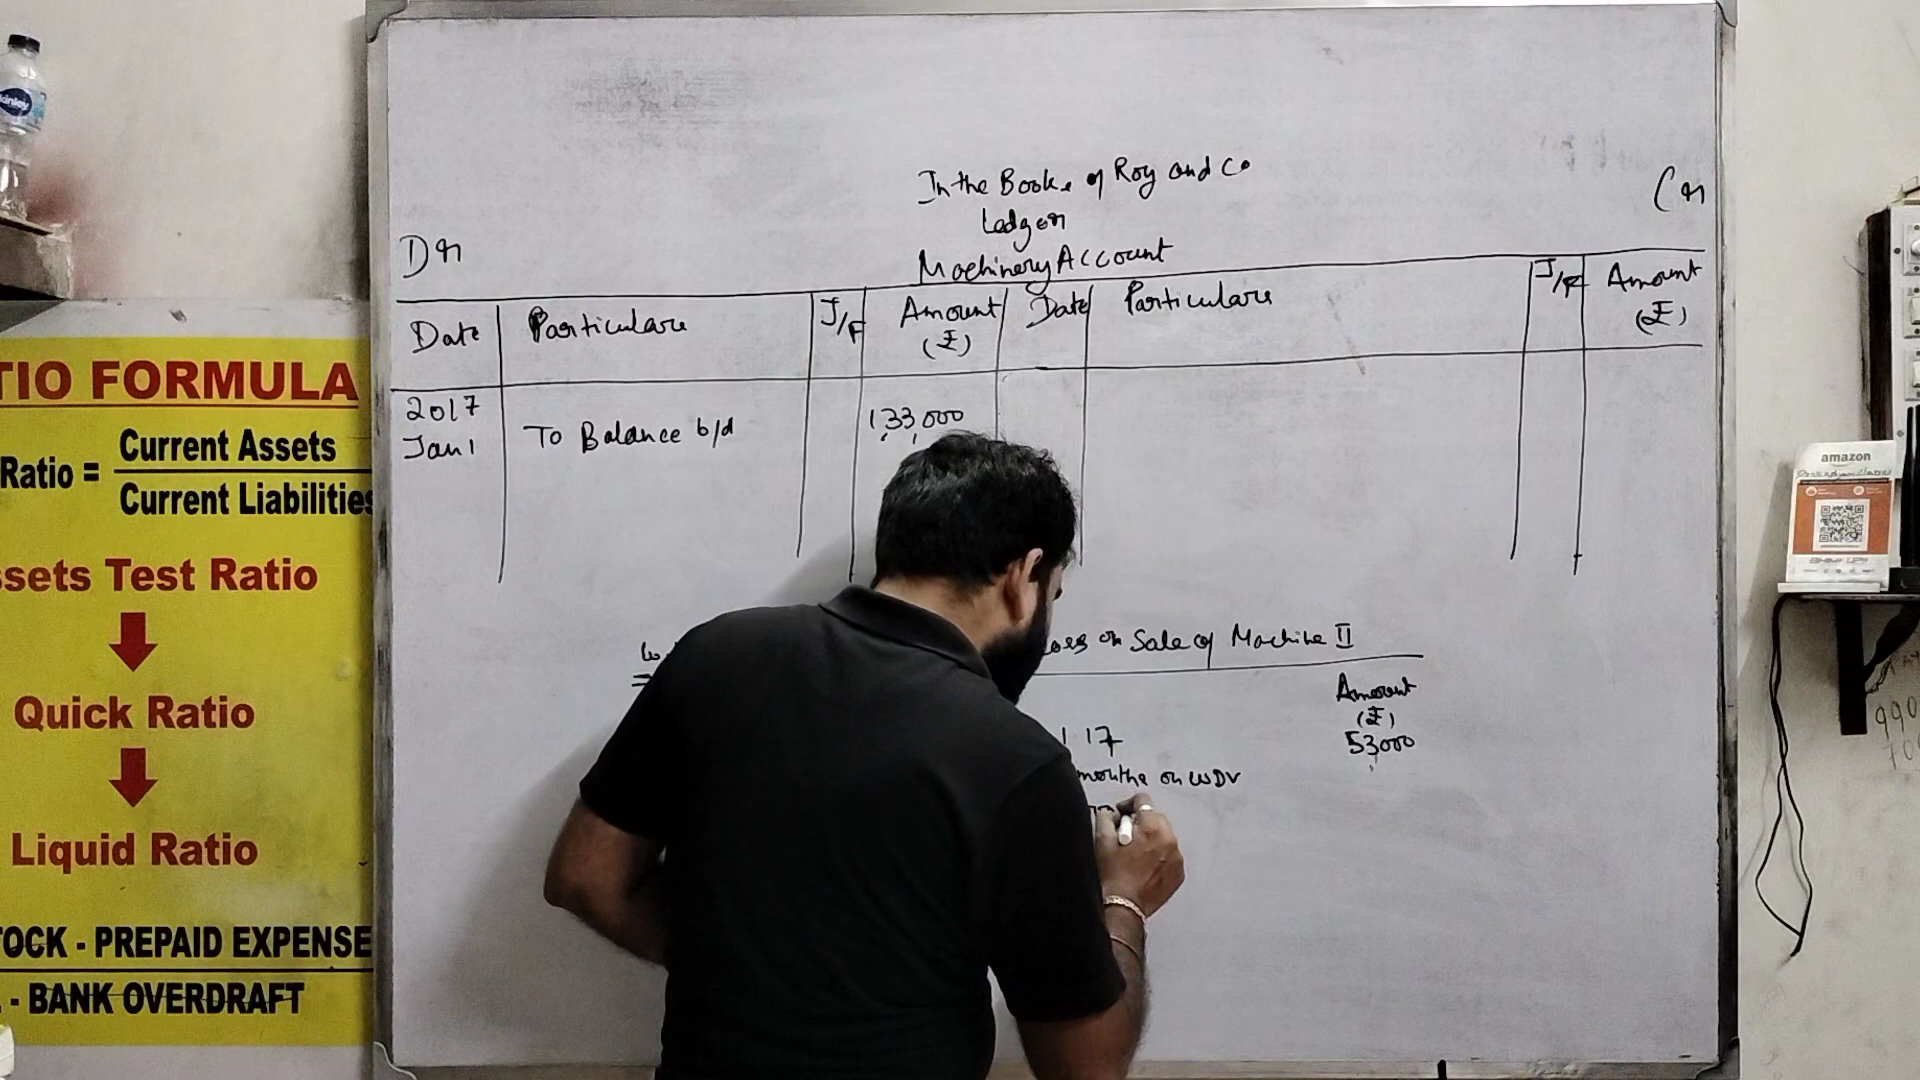 In the Books of Roy and Co
Ledger
Machinery Account
Dr
Cr
Date Particulars J/F Amount (₹) Date Particulars J/F Amount (₹)
2017
Jan 1 To Balance b/d 133,000
on Sale of Machine II
Amount
(₹)
1 17 53,000
months on WDV
TIO FORMULA
Ratio = Current Assets
Current Liabilities
ssets Test Ratio
Quick Ratio
Liquid Ratio
TOCK - PREPAID EXPENSE
- BANK OVERDRAFT
amazon